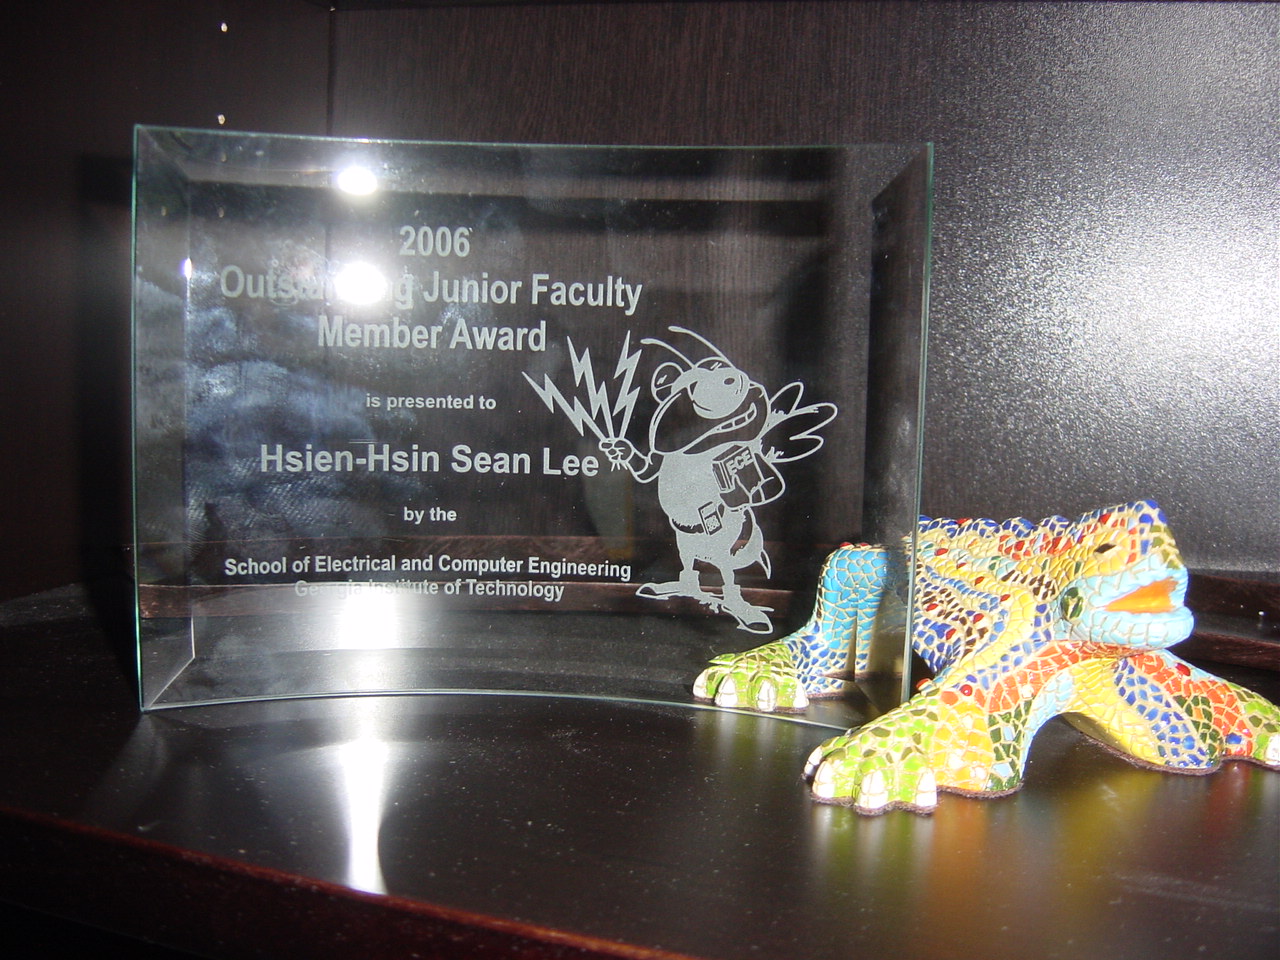 2006
Outstanding Junior Faculty
Member Award
is presented to
Hsien-Hsin Sean Lee
by the
School of Electrical and Computer Engineering
Georgia Institute of Technology
ECE